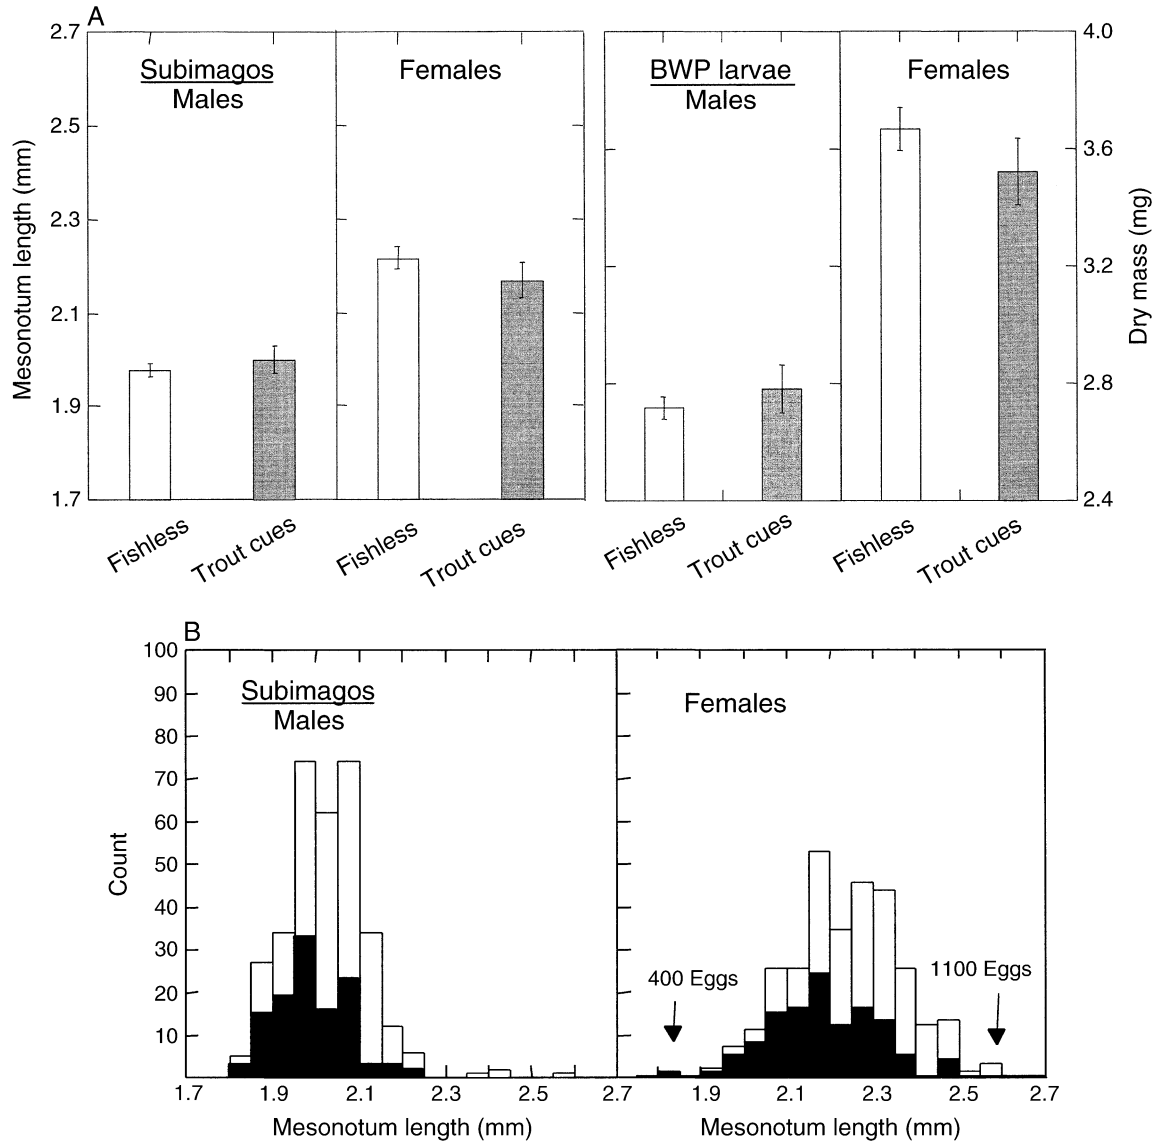 A
2.7
2.5
2.3
2.1
1.9
1.7
Mesonotum length (mm)
Subimagos
Males
Females
BWP larvae
Males
Females
4.0
3.6
3.2
2.8
2.4
Dry mass (mg)
Fishless
Trout cues
Fishless
Trout cues
Fishless
Trout cues
Fishless
Trout cues
B
100
90
80
70
60
50
40
30
20
10
Count
Subimagos
Males
Females
400 Eggs
1100 Eggs
1.7
1.9
2.1
2.3
2.5
2.7
1.9
2.1
2.3
2.5
2.7
Mesonotum length (mm)
Mesonotum length (mm)